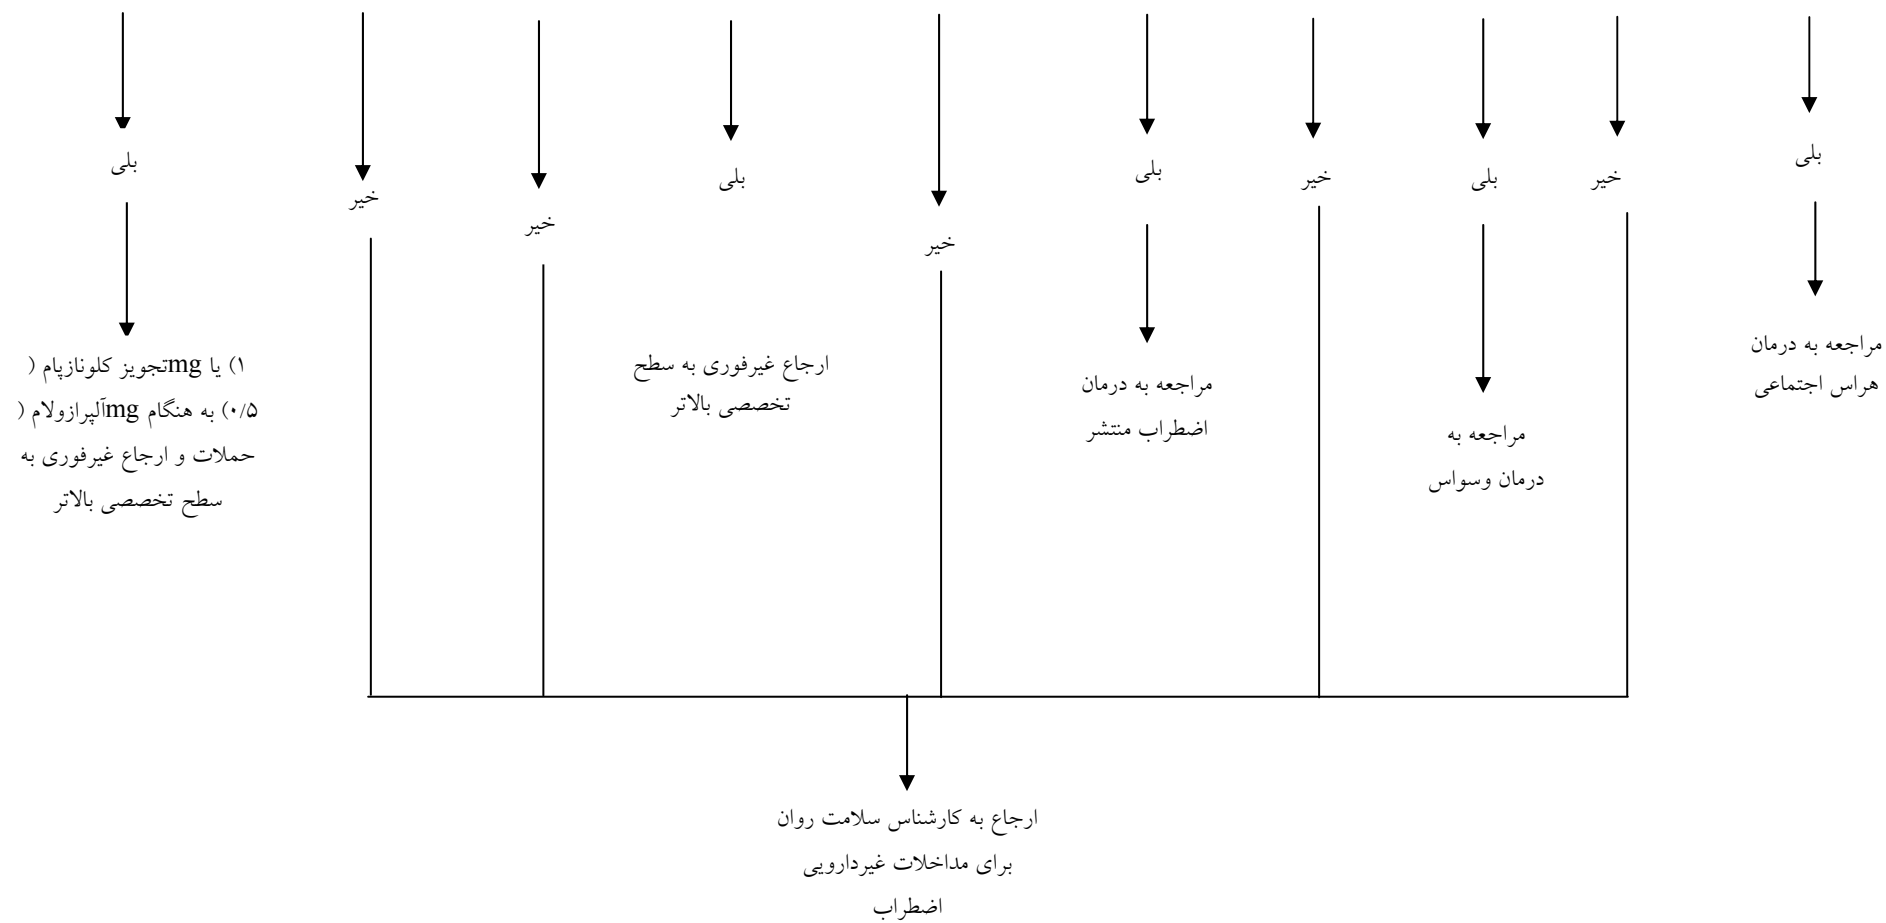 بلی
خیر
بلی
خیر
بلی
خیر
بلی
خیر
خیر
بلی
مراجعه به درمان
هراس اجتماعی
مراجعه به
درمان وسواس
مراجعه به درمان
اضطراب منتشر
ارجاع غیرفوری به سطح
تخصصی بالاتر
۱) یا mgتجویز کلونازپام (
۰/۵) به هنگام mgآلپرازولام (
حملات و ارجاع غیرفوری به
سطح تخصصی بالاتر
ارجاع به کارشناس سلامت روان
برای مداخلات غیردارویی
اضطراب